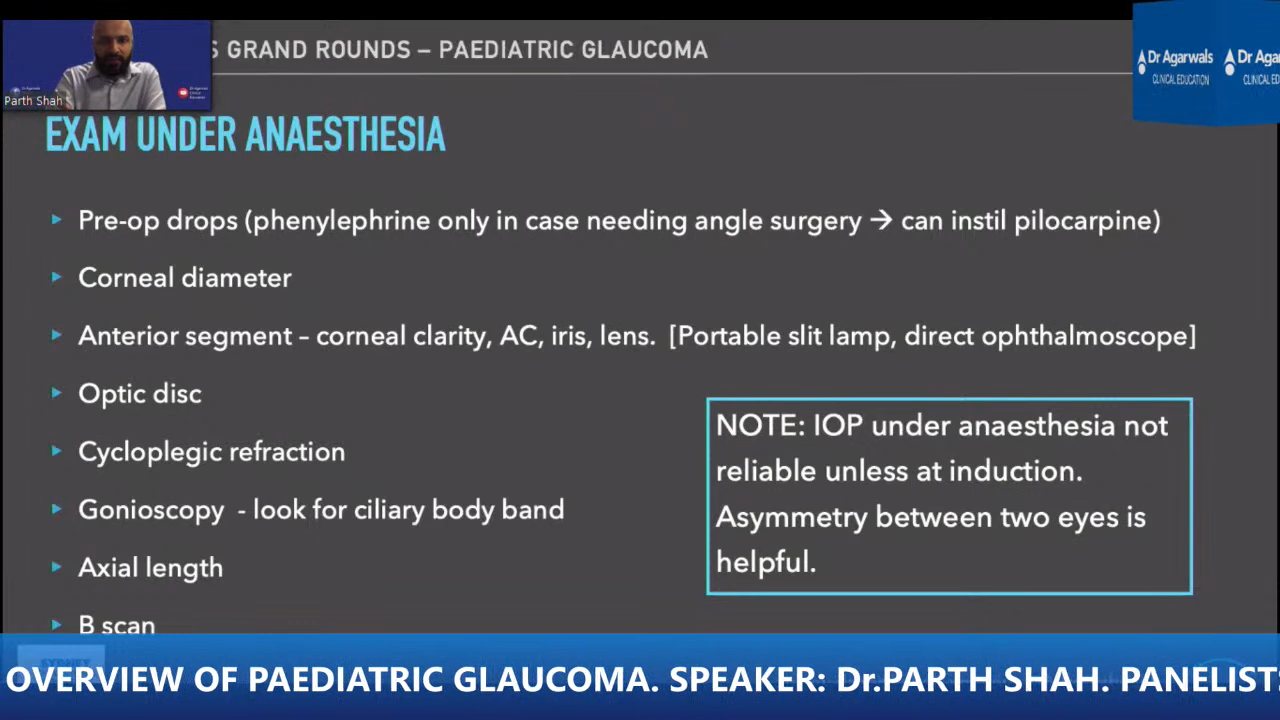 S GRAND ROUNDS – PAEDIATRIC GLAUCOMA
Dr Agarwals
CLINICAL EDUCATION
Dr Agar
CLINICAL ED
Parth Shah
EXAM UNDER ANAESTHESIA
Pre-op drops (phenylephrine only in case needing angle surgery → can instil pilocarpine)
Corneal diameter
Anterior segment – corneal clarity, AC, iris, lens. [Portable slit lamp, direct ophthalmoscope]
Optic disc
Cycloplegic refraction
Gonioscopy - look for ciliary body band
Axial length
B scan
NOTE: IOP under anaesthesia not
reliable unless at induction.
Asymmetry between two eyes is
helpful.
OVERVIEW OF PAEDIATRIC GLAUCOMA. SPEAKER: Dr.PARTH SHAH. PANELIST